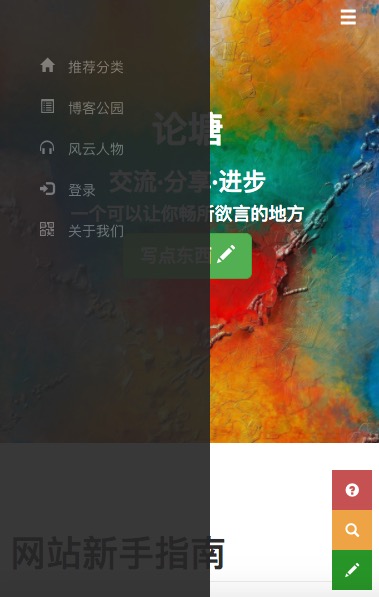 推荐分类
博客公园
风云人物
登录
关于我们
论塘
交流·分享·进步
一个可以让你畅所欲言的地方
写点东西
网站新手指南